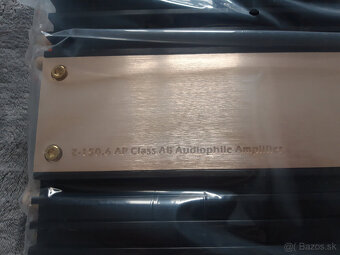 Z-150.4 AP Class AB Audiophile Amplifier
© Bazos.sk